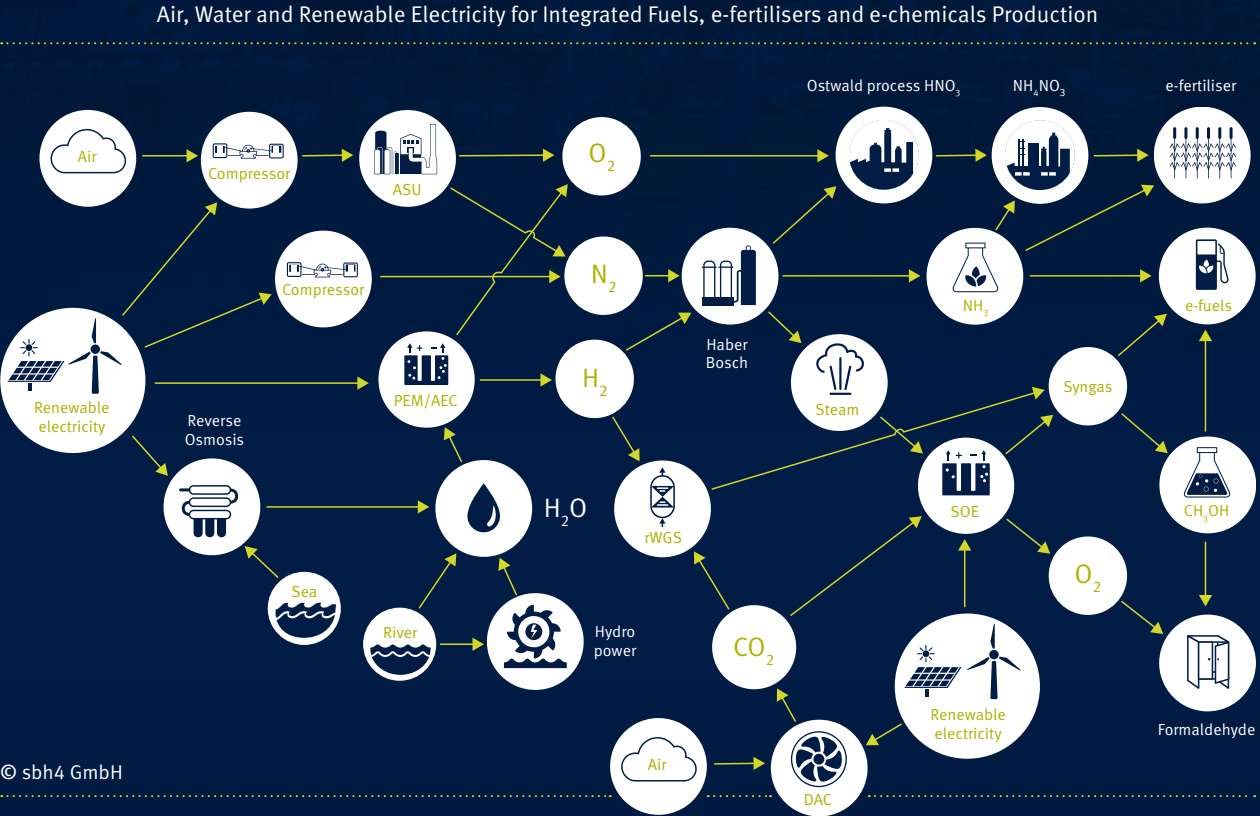 Air, Water and Renewable Electricity for Integrated Fuels, e-fertilisers and e-chemicals Production
Ostwald process HNO₃
NH₄NO₃
e-fertiliser
Air
Compressor
ASU
O₂
Compressor
N₂
NH₃
e-fuels
Haber
Bosch
Renewable
electricity
PEM/AEC
H₂
Steam
Syngas
Reverse
Osmosis
H₂O
rWGS
SOE
CH₃OH
Sea
River
Hydro
power
CO₂
O₂
Renewable
electricity
Formaldehyde
Air
DAC
© sbh4 GmbH
+ −
+ −